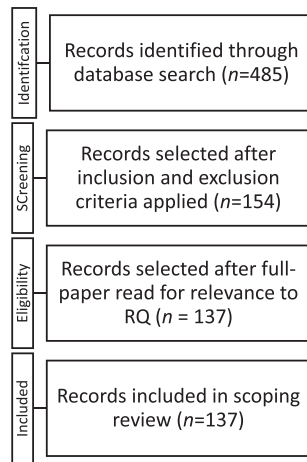 Identifcation
Records identified through
database search (n=485)
SCreening
Records selected after
inclusion and exclusion
criteria applied (n=154)
Eligibility
Records selected after full-
paper read for relevance to
RQ (n = 137)
Included
Records included in scoping
review (n=137)